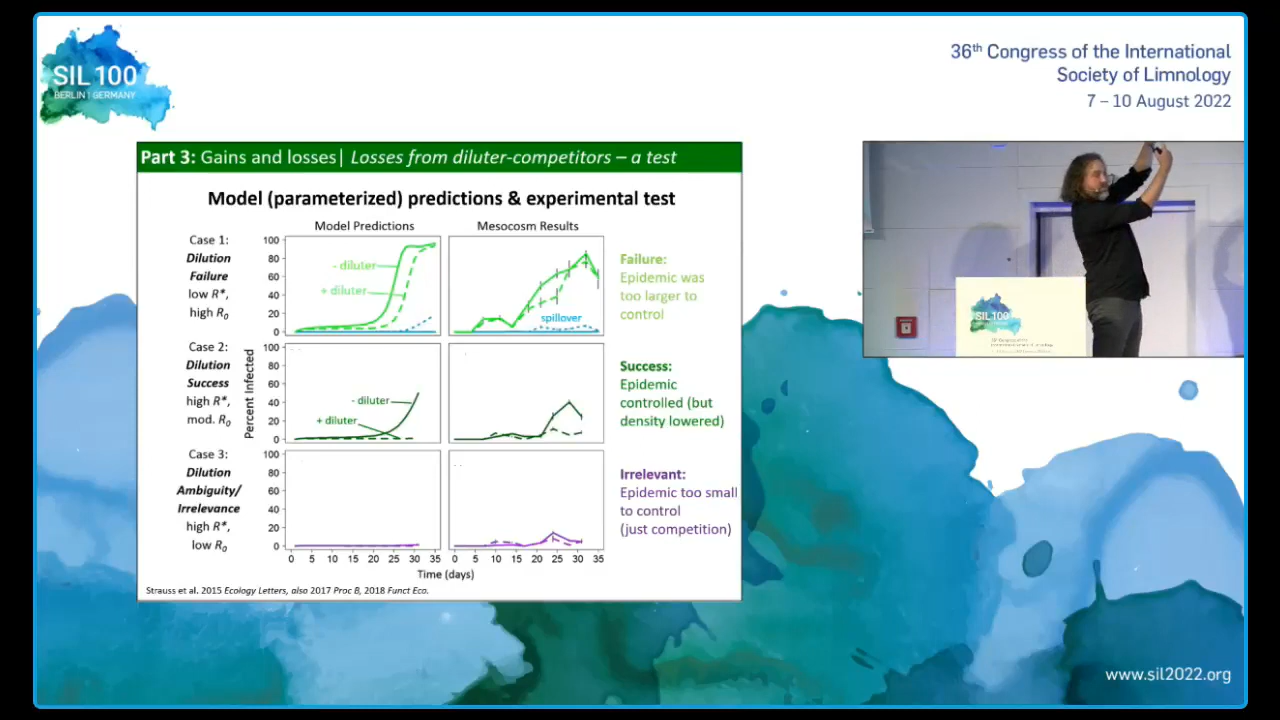 SIL 100
BERLIN | GERMANY
36th Congress of the International
Society of Limnology
7 – 10 August 2022
Part 3: Gains and losses| Losses from diluter-competitors – a test
Model (parameterized) predictions & experimental test
Model Predictions
Mesocosm Results
Case 1:
Dilution
Failure
low R*,
high R0
100
80
60
40
20
0
- diluter
+ diluter
spillover
Failure:
Epidemic was
too larger to
control
Case 2:
Dilution
Success
high R*,
mod. R0
Percent Infected
100
80
60
40
20
0
- diluter
+ diluter
Success:
Epidemic
controlled (but
density lowered)
Case 3:
Dilution
Ambiguity/
Irrelevance
high R*,
low R0
100
80
60
40
20
0
Irrelevant:
Epidemic too small
to control
(just competition)
0 5 10 15 20 25 30 35
0 5 10 15 20 25 30 35
Time (days)
Strauss et al. 2015 Ecology Letters, also 2017 Proc B, 2018 Funct Eco.
SIL 100
www.sil2022.org